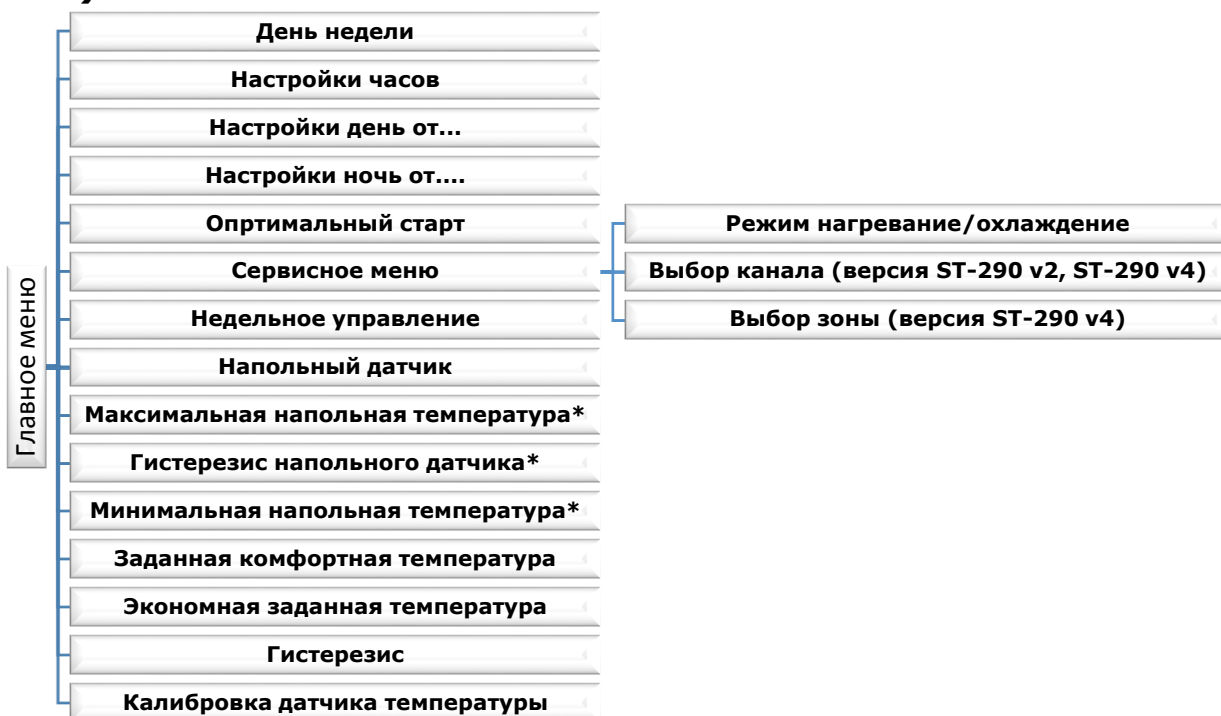 День недели
Настройки часов
Настройки день от...
Настройки ночь от....
Опртимальный старт
Сервисное меню
Недельное управление
Напольный датчик
Максимальная напольная температура*
Гистерезис напольного датчика*
Минимальная напольная температура*
Заданная комфортная температура
Экономная заданная температура
Гистерезис
Калибровка датчика температуры
Главное меню
Режим нагревание/охлаждение
Выбор канала (версия ST-290 v2, ST-290 v4)
Выбор зоны (версия ST-290 v4)